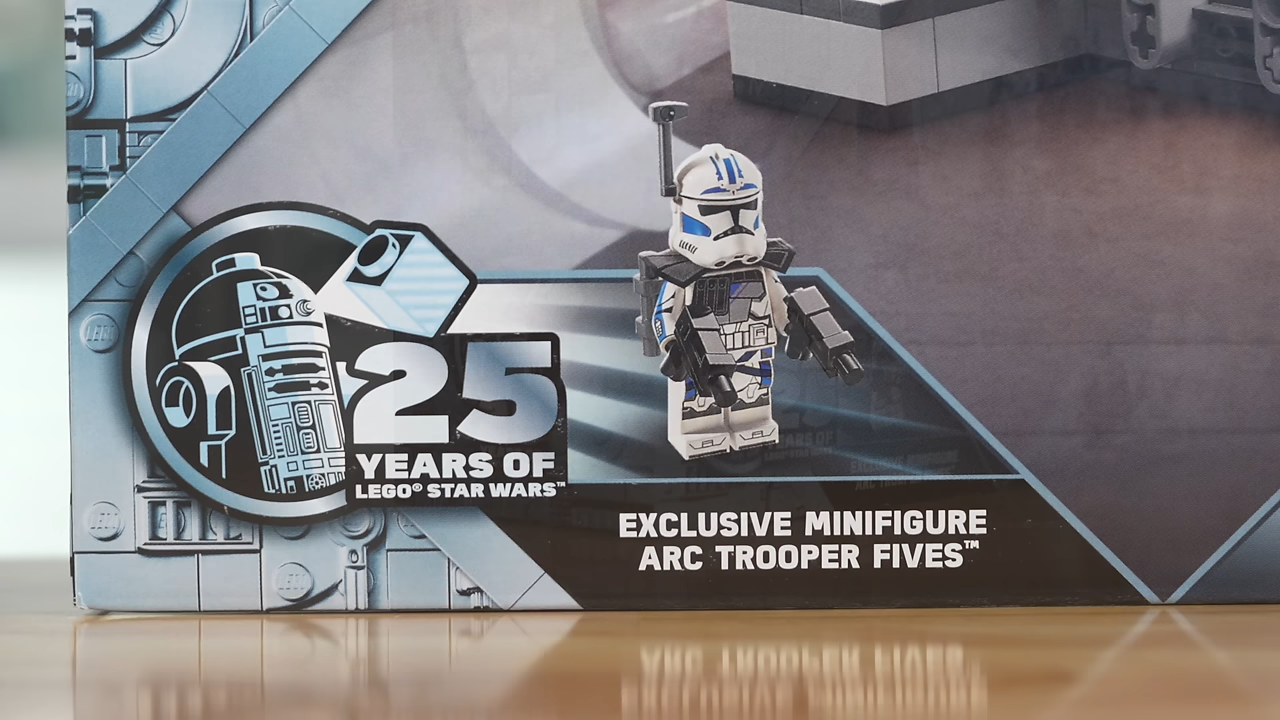 25
YEARS OF
LEGO® STAR WARS™
EXCLUSIVE MINIFIGURE
ARC TROOPER FIVES™